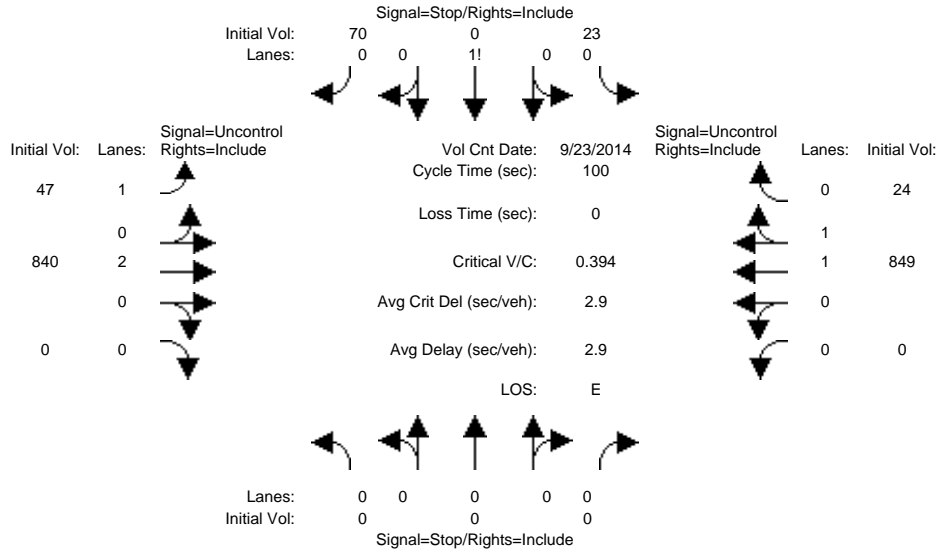 Signal=Stop/Rights=Include
Initial Vol: 70 0 23
Lanes: 0 0 1! 0 0
Signal=Uncontrol Signal=Uncontrol
Initial Vol: Lanes: Rights=Include Vol Cnt Date: 9/23/2014 Rights=Include Lanes: Initial Vol:
Cycle Time (sec): 100
47 1 0 24
Loss Time (sec): 0
0 1
840 2 Critical V/C: 0.394 1 849
0 Avg Crit Del (sec/veh): 2.9 0
0 0 Avg Delay (sec/veh): 2.9 0 0
LOS: E
Lanes: 0 0 0 0 0
Initial Vol: 0 0 0
Signal=Stop/Rights=Include